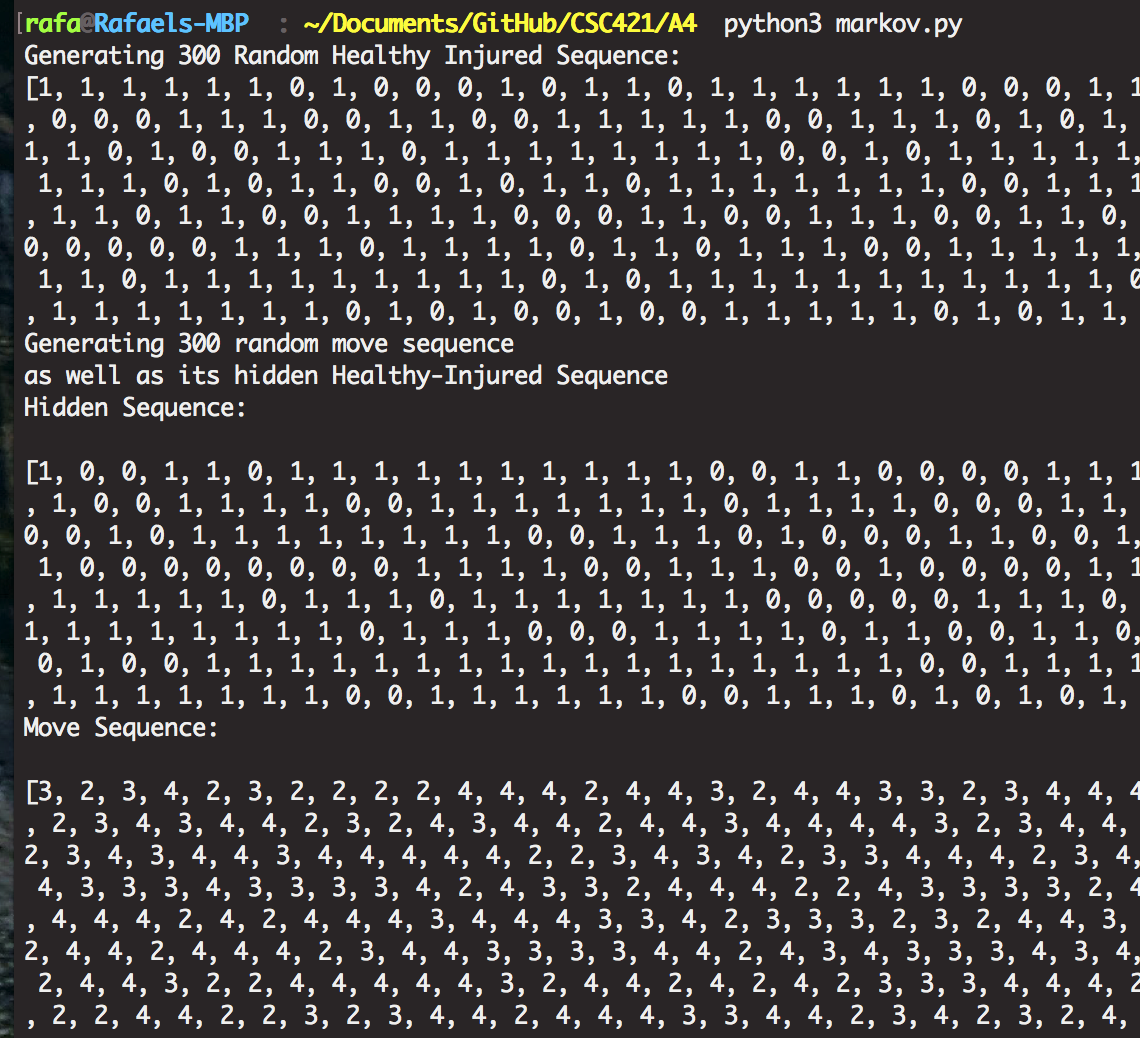 [rafa@Rafaels-MBP : ~/Documents/GitHub/CSC421/A4 python3 markov.py
Generating 300 Random Healthy Injured Sequence:
[1, 1, 1, 1, 1, 1, 0, 1, 0, 0, 0, 1, 0, 1, 1, 0, 1, 1, 1, 1, 1, 1, 0, 0, 0, 1, 1
, 0, 0, 0, 1, 1, 1, 0, 0, 1, 1, 0, 0, 1, 1, 1, 1, 1, 0, 0, 1, 1, 1, 0, 1, 0, 1,
1, 1, 0, 1, 0, 0, 1, 1, 1, 0, 1, 1, 1, 1, 1, 1, 1, 1, 0, 0, 1, 0, 1, 1, 1, 1, 1,
1, 1, 1, 0, 1, 0, 1, 1, 0, 0, 1, 0, 1, 1, 0, 1, 1, 1, 1, 1, 1, 1, 0, 0, 1, 1, 1
, 1, 1, 0, 1, 1, 0, 0, 1, 1, 1, 1, 0, 0, 0, 1, 1, 0, 0, 1, 1, 1, 0, 0, 1, 1, 0,
0, 0, 0, 0, 0, 1, 1, 1, 0, 1, 1, 1, 1, 0, 1, 1, 0, 1, 1, 1, 0, 0, 1, 1, 1, 1, 1,
1, 1, 0, 1, 1, 1, 1, 1, 1, 1, 1, 1, 0, 1, 0, 1, 1, 1, 1, 1, 1, 1, 1, 1, 1, 1, 0
, 1, 1, 1, 1, 1, 1, 1, 0, 1, 0, 1, 0, 0, 1, 0, 0, 1, 1, 1, 1, 1, 0, 1, 0, 1, 1,
Generating 300 random move sequence
as well as its hidden Healthy-Injured Sequence
Hidden Sequence:
[1, 0, 0, 1, 1, 0, 1, 1, 1, 1, 1, 1, 1, 1, 1, 1, 0, 0, 1, 1, 0, 0, 0, 0, 1, 1, 1
, 1, 0, 0, 1, 1, 1, 1, 0, 0, 1, 1, 1, 1, 1, 1, 1, 0, 1, 1, 1, 1, 0, 0, 0, 1, 1,
0, 0, 1, 0, 1, 1, 1, 1, 1, 1, 1, 1, 0, 0, 1, 1, 1, 0, 1, 0, 0, 0, 1, 1, 0, 0, 1,
1, 0, 0, 0, 0, 0, 0, 0, 0, 1, 1, 1, 1, 0, 0, 1, 1, 1, 0, 0, 1, 0, 0, 0, 0, 1, 1
, 1, 1, 1, 1, 1, 0, 1, 1, 1, 0, 1, 1, 1, 1, 1, 1, 1, 0, 0, 0, 0, 0, 1, 1, 1, 0,
1, 1, 1, 1, 1, 1, 1, 1, 0, 1, 1, 1, 0, 0, 0, 1, 1, 1, 1, 0, 1, 1, 0, 0, 1, 1, 0,
0, 1, 0, 0, 1, 1, 1, 1, 1, 1, 1, 1, 1, 1, 1, 1, 1, 1, 1, 1, 1, 0, 0, 1, 1, 1, 1
, 1, 1, 1, 1, 1, 1, 1, 0, 0, 1, 1, 1, 1, 1, 1, 0, 0, 1, 1, 1, 0, 1, 0, 1, 0, 1,
Move Sequence:
[3, 2, 3, 4, 2, 3, 2, 2, 2, 2, 4, 4, 4, 2, 4, 4, 3, 2, 4, 4, 3, 3, 2, 3, 4, 4, 4
, 2, 3, 4, 3, 4, 4, 2, 3, 2, 4, 3, 4, 4, 2, 4, 4, 3, 4, 4, 4, 4, 3, 2, 3, 4, 4,
2, 3, 4, 3, 4, 4, 3, 4, 4, 4, 4, 4, 2, 2, 3, 4, 3, 4, 2, 3, 3, 4, 4, 4, 2, 3, 4,
4, 3, 3, 3, 4, 3, 3, 3, 3, 4, 2, 4, 3, 3, 2, 4, 4, 4, 2, 2, 4, 3, 3, 3, 3, 2, 4
, 4, 4, 4, 2, 4, 2, 4, 4, 4, 3, 4, 4, 4, 3, 3, 4, 2, 3, 3, 3, 2, 3, 2, 4, 4, 3,
2, 4, 4, 2, 4, 4, 4, 2, 3, 4, 4, 3, 3, 3, 3, 4, 4, 2, 4, 3, 4, 3, 3, 3, 4, 3, 4,
2, 4, 4, 3, 2, 2, 4, 4, 4, 4, 4, 3, 2, 4, 4, 2, 4, 2, 4, 2, 3, 3, 3, 4, 4, 4, 2
, 2, 2, 4, 4, 2, 2, 3, 2, 3, 4, 4, 2, 4, 4, 4, 3, 3, 4, 4, 2, 3, 4, 2, 3, 2, 4,